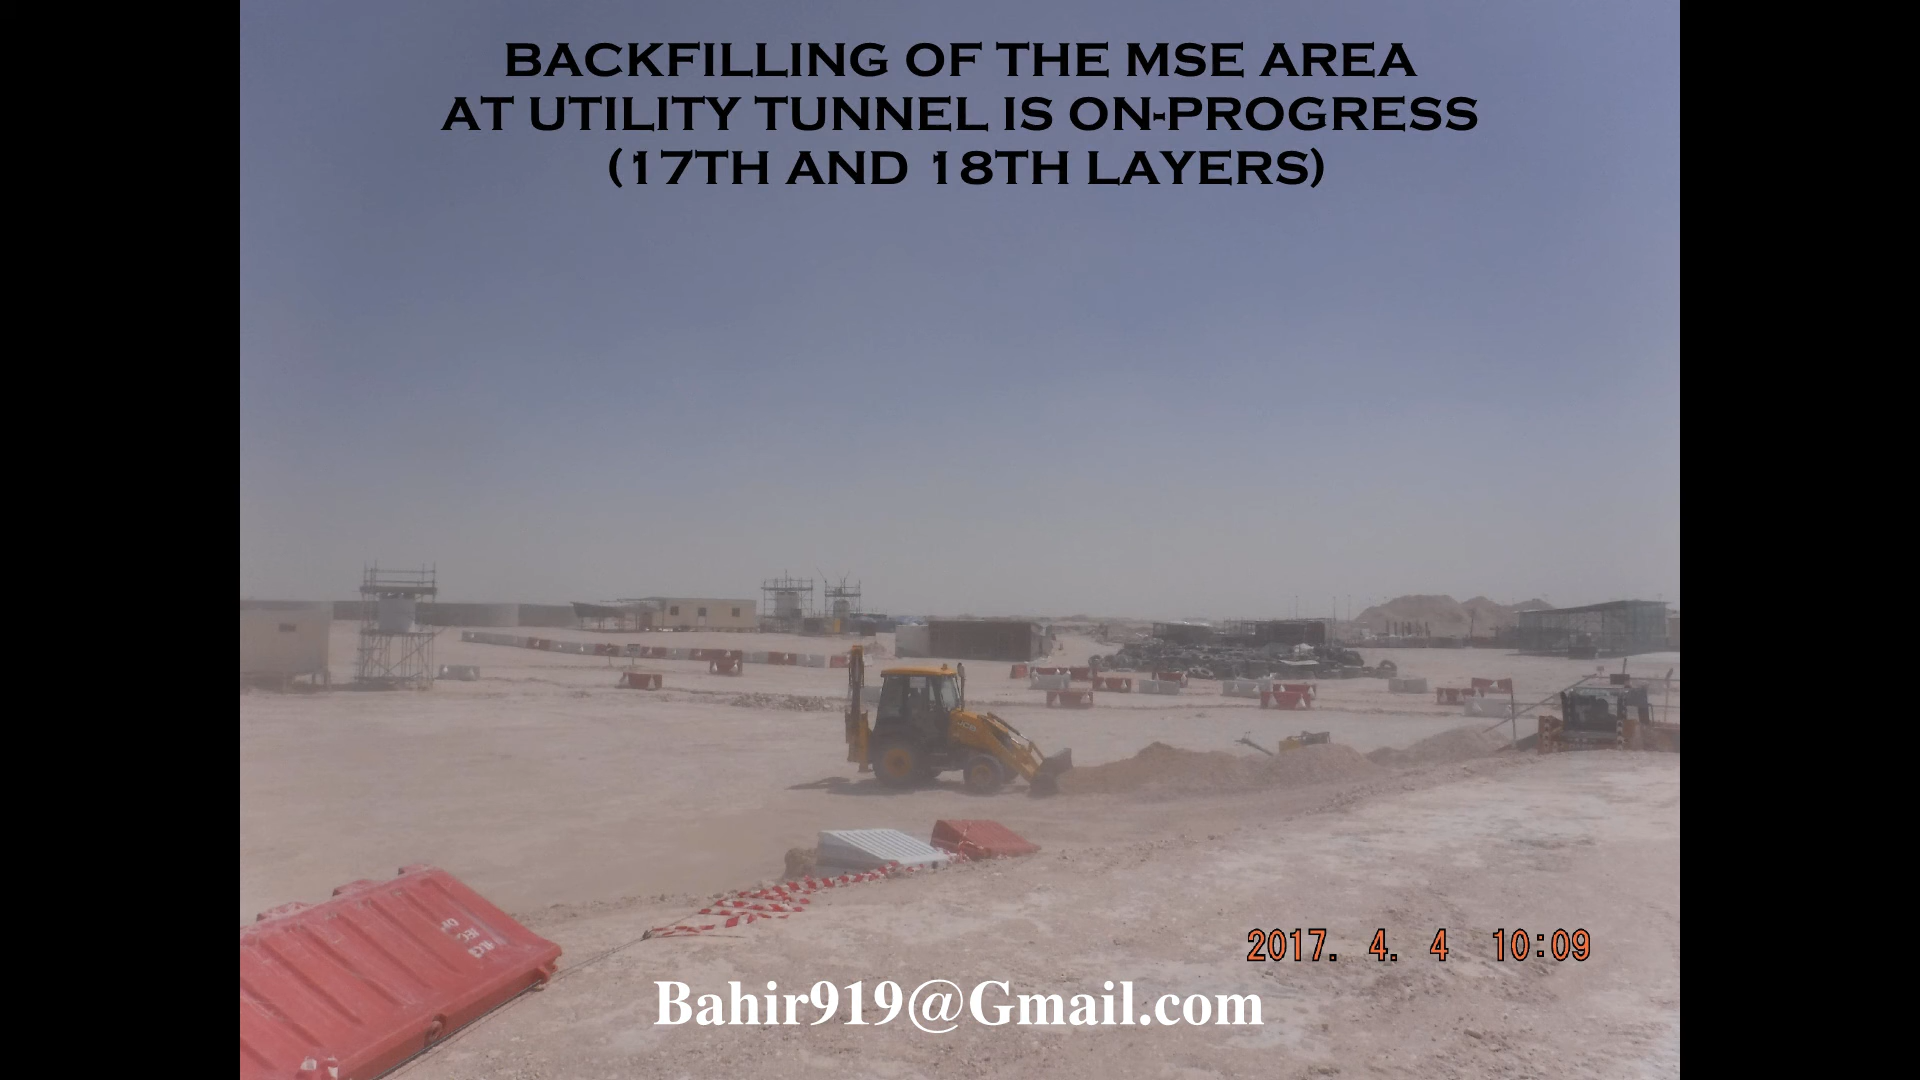 BACKFILLING OF THE MSE AREA
AT UTILITY TUNNEL IS ON-PROGRESS
(17TH AND 18TH LAYERS)
2017. 4. 4 10:09
Bahir919@Gmail.com